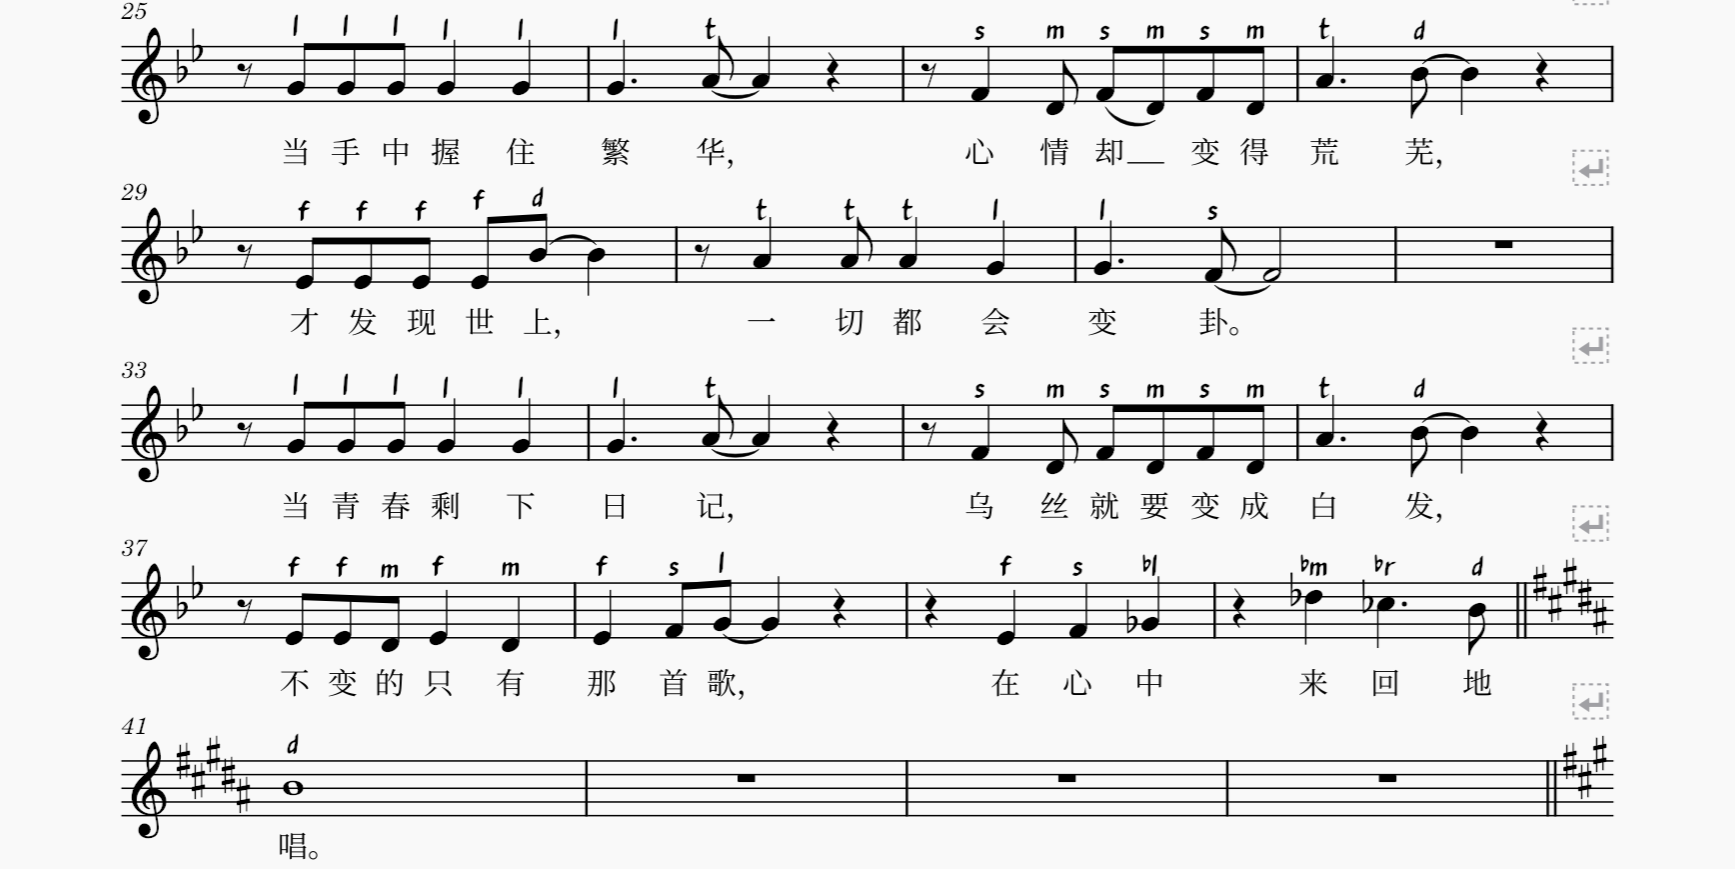 25
l l l l l l t s m s m s m t d
当 手 中 握 住 繁 华, 心 情 却__ 变 得 荒 芜,
29
f f f f d t t t l l s
才 发 现 世 上, 一 切 都 会 变 卦。
33
l l l l l l t s m s m s m t d
当 青 春 剩 下 日 记, 乌 丝 就 要 变 成 白 发,
37
f f m f m f s l f s ♭l ♭m ♭r d
不 变 的 只 有 那 首 歌, 在 心 中 来 回 地
41
d
唱。